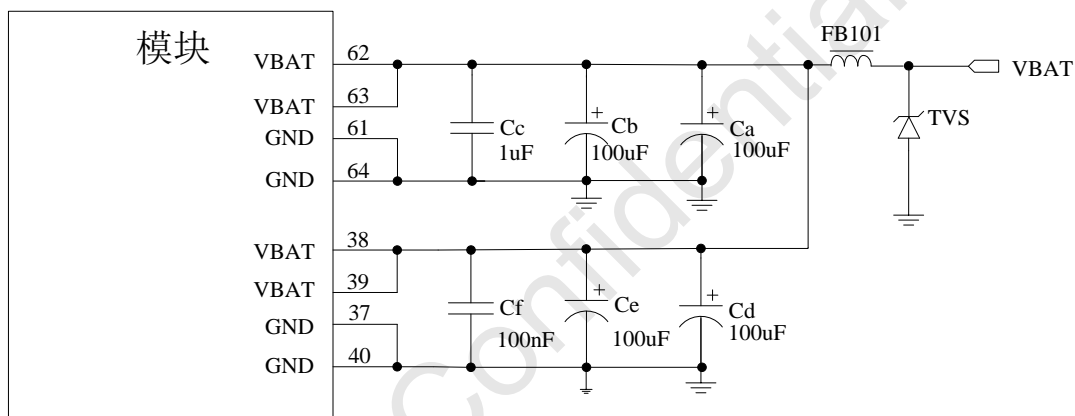 模块
FB101
VBAT 62
VBAT
VBAT 63
GND 61
GND 64
Cc
1uF
+
Cb
100uF
+
Ca
100uF
TVS
VBAT 38
VBAT 39
GND 37
GND 40
Cf
100nF
+
Ce
100uF
+
Cd
100uF
Confidential